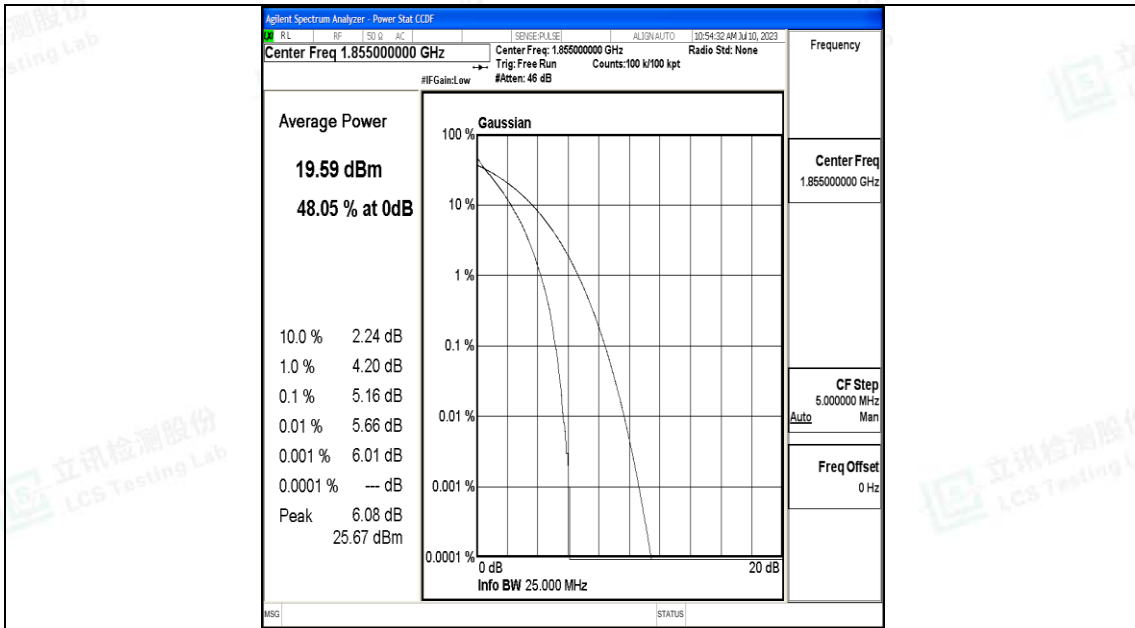 Agilent Spectrum Analyzer - Power Stat CCDF
RL RF 50 Ω AC SENSE:PULSE ALIGN AUTO 10:54:32 AM Jul 10, 2023
Center Freq 1.855000000 GHz
Center Freq: 1.855000000 GHz Radio Std: None
Trig: Free Run Counts:100 k/100 kpt
#IFGain:Low #Atten: 46 dB
Average Power
19.59 dBm
48.05 % at 0dB
10.0 % 2.24 dB
1.0 % 4.20 dB
0.1 % 5.16 dB
0.01 % 5.66 dB
0.001 % 6.01 dB
0.0001 % --- dB
Peak 6.08 dB
25.67 dBm
Gaussian
100 %
10 %
1 %
0.1 %
0.01 %
0.001 %
0.0001 %
0 dB 20 dB
Info BW 25.000 MHz
Frequency
Center Freq
1.855000000 GHz
CF Step
5.000000 MHz
Auto Man
Freq Offset
0 Hz
MSG STATUS
立讯检测股份
LCS Testing Lab
立讯检测股份